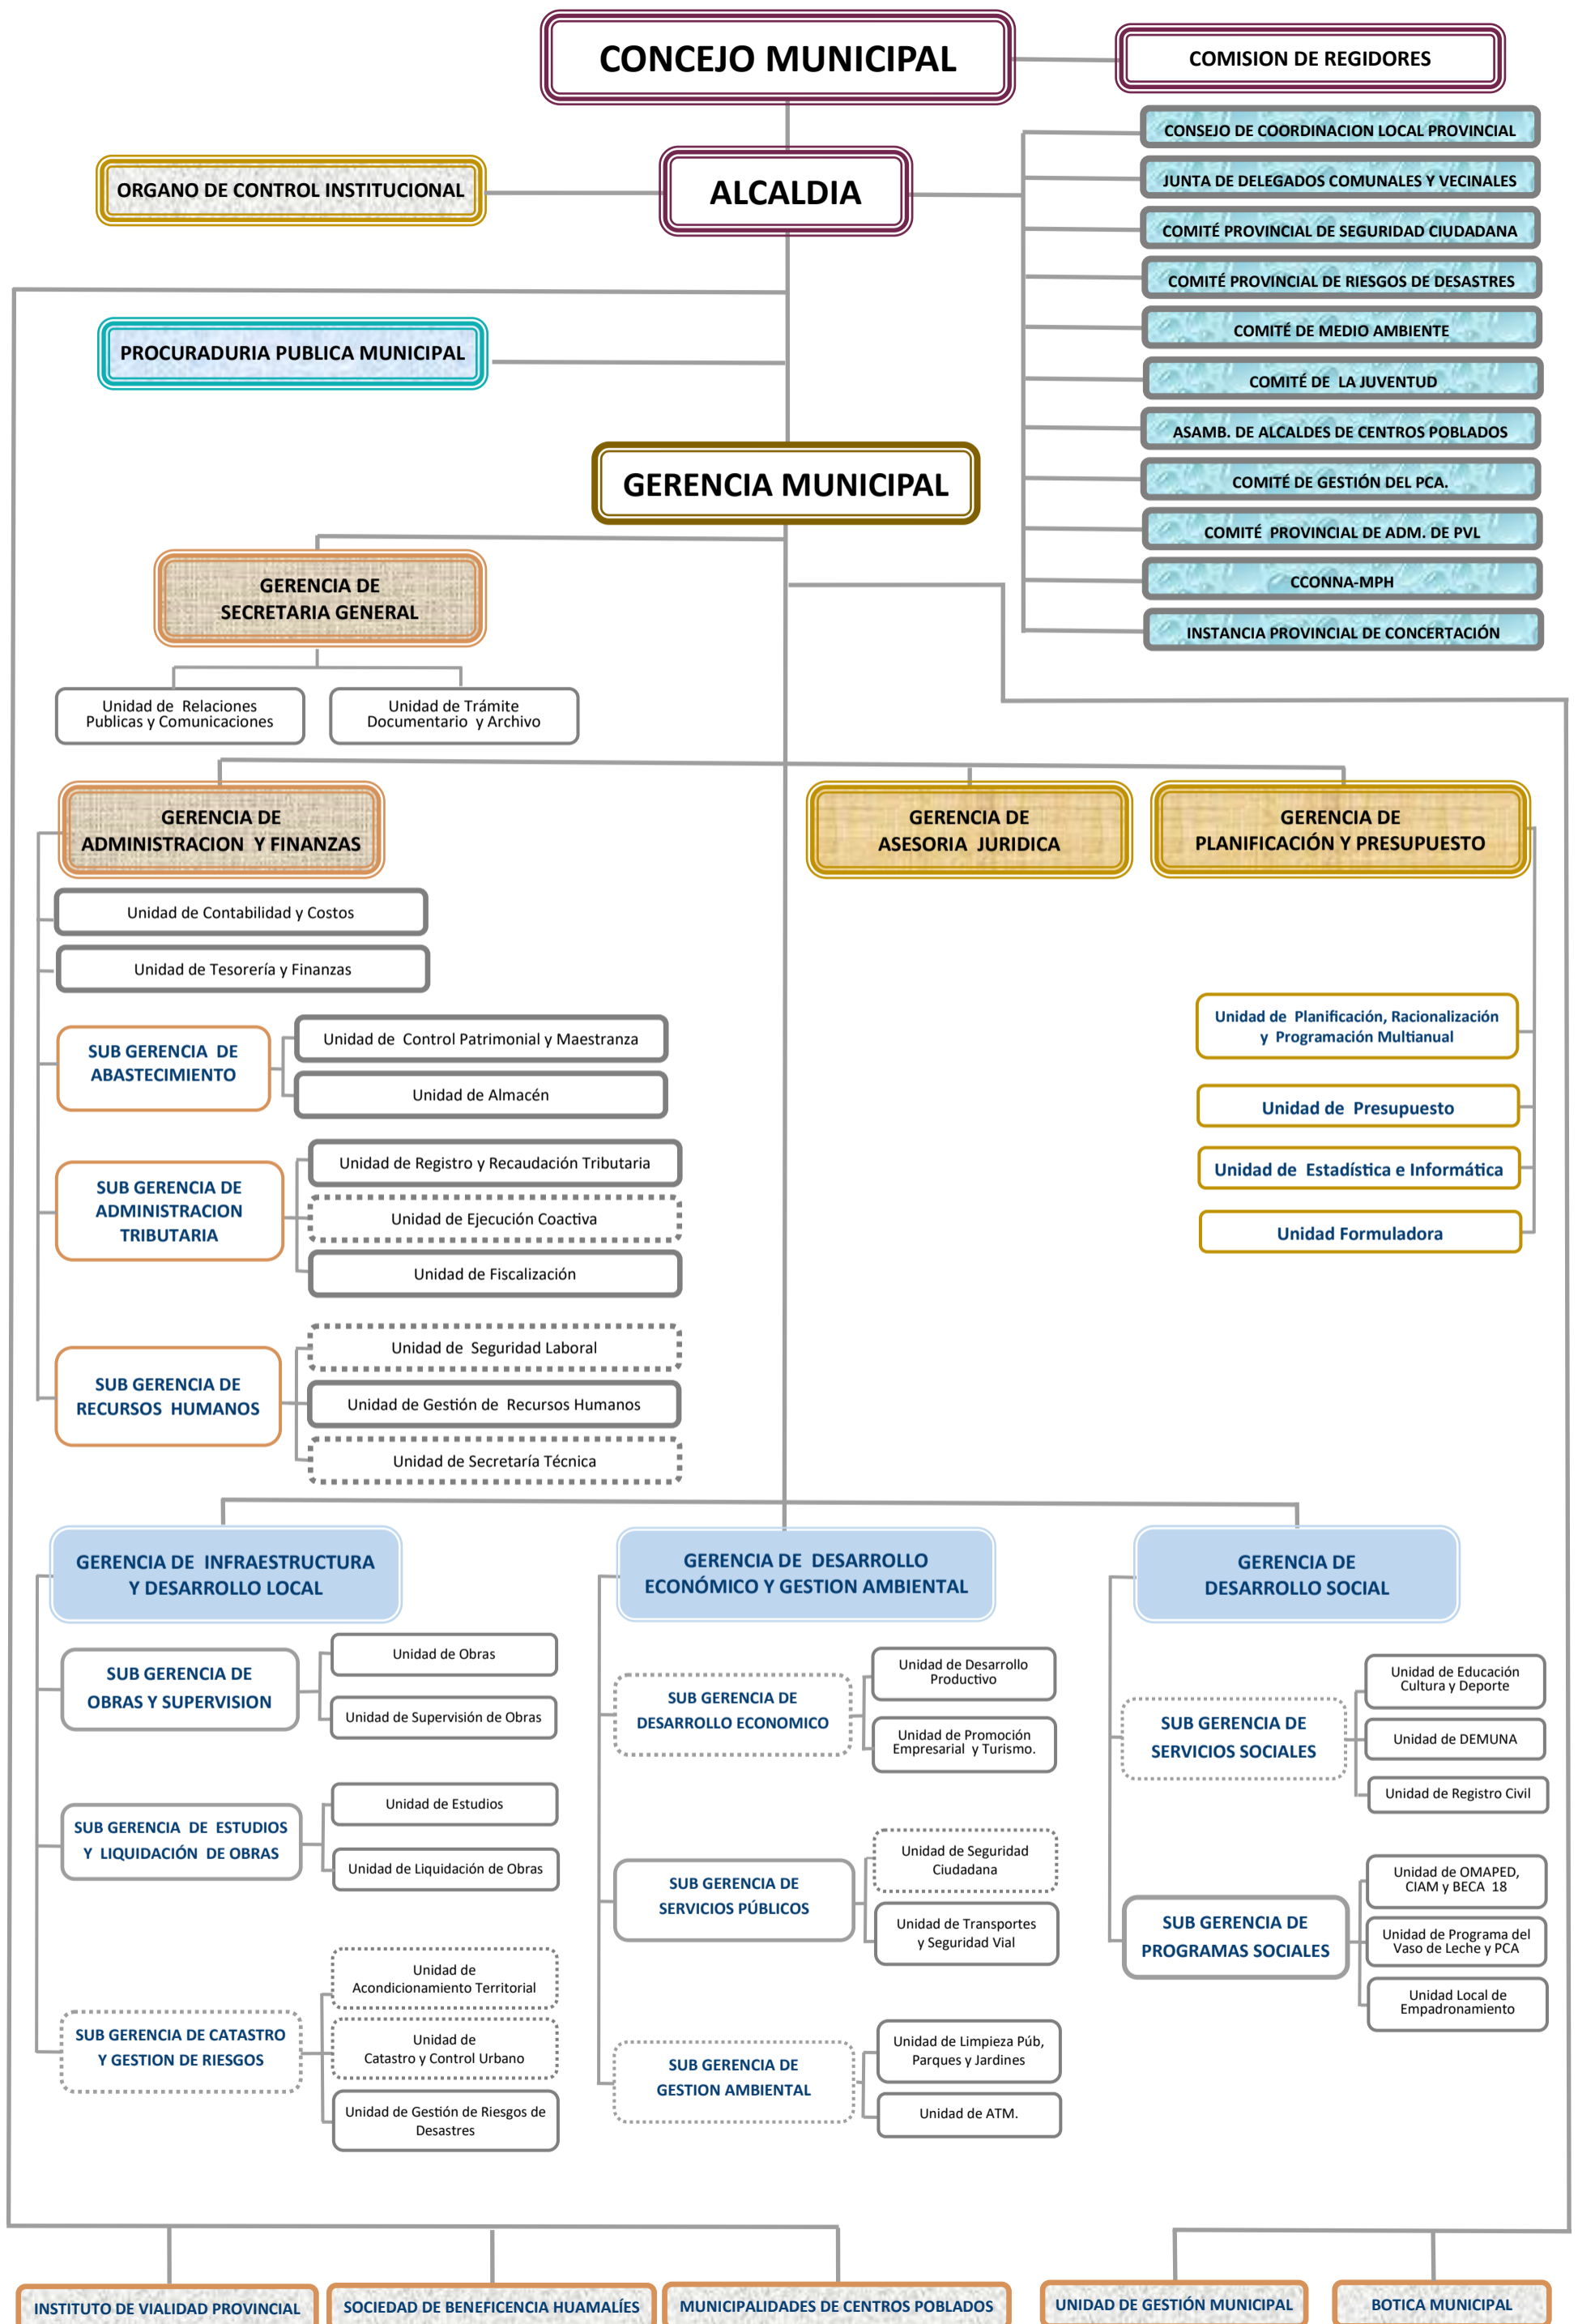 CONCEJO MUNICIPAL
COMISION DE REGIDORES
CONSEJO DE COORDINACION LOCAL PROVINCIAL
JUNTA DE DELEGADOS COMUNALES Y VECINALES
COMITÉ PROVINCIAL DE SEGURIDAD CIUDADANA
COMITÉ PROVINCIAL DE RIESGOS DE DESASTRES
COMITÉ DE MEDIO AMBIENTE
COMITÉ DE LA JUVENTUD
ASAMB. DE ALCALDES DE CENTROS POBLADOS
COMITÉ DE GESTIÓN DEL PCA.
COMITÉ PROVINCIAL DE ADM. DE PVL
CCONNA-MPH
INSTANCIA PROVINCIAL DE CONCERTACIÓN
ORGANO DE CONTROL INSTITUCIONAL
ALCALDIA
PROCURADURIA PUBLICA MUNICIPAL
GERENCIA MUNICIPAL
GERENCIA DE
SECRETARIA GENERAL
Unidad de Relaciones
Publicas y Comunicaciones
Unidad de Trámite
Documentario y Archivo
GERENCIA DE
ADMINISTRACION Y FINANZAS
GERENCIA DE
ASESORIA JURIDICA
GERENCIA DE
PLANIFICACIÓN Y PRESUPUESTO
Unidad de Contabilidad y Costos
Unidad de Tesorería y Finanzas
SUB GERENCIA DE
ABASTECIMIENTO
Unidad de Control Patrimonial y Maestranza
Unidad de Almacén
SUB GERENCIA DE
ADMINISTRACION
TRIBUTARIA
Unidad de Registro y Recaudación Tributaria
Unidad de Ejecución Coactiva
Unidad de Fiscalización
SUB GERENCIA DE
RECURSOS HUMANOS
Unidad de Seguridad Laboral
Unidad de Gestión de Recursos Humanos
Unidad de Secretaría Técnica
Unidad de Planificación, Racionalización
y Programación Multianual
Unidad de Presupuesto
Unidad de Estadística e Informática
Unidad Formuladora
GERENCIA DE INFRAESTRUCTURA
Y DESARROLLO LOCAL
SUB GERENCIA DE
OBRAS Y SUPERVISION
Unidad de Obras
Unidad de Supervisión de Obras
SUB GERENCIA DE ESTUDIOS
Y LIQUIDACIÓN DE OBRAS
Unidad de Estudios
Unidad de Liquidación de Obras
SUB GERENCIA DE CATASTRO
Y GESTION DE RIESGOS
Unidad de
Acondicionamiento Territorial
Unidad de
Catastro y Control Urbano
Unidad de Gestión de Riesgos de
Desastres
GERENCIA DE DESARROLLO
ECONÓMICO Y GESTION AMBIENTAL
SUB GERENCIA DE
DESARROLLO ECONOMICO
Unidad de Desarrollo
Productivo
Unidad de Promoción
Empresarial y Turismo.
SUB GERENCIA DE
SERVICIOS PÚBLICOS
Unidad de Seguridad
Ciudadana
Unidad de Transportes
y Seguridad Vial
SUB GERENCIA DE
GESTION AMBIENTAL
Unidad de Limpieza Púb,
Parques y Jardines
Unidad de ATM.
GERENCIA DE
DESARROLLO SOCIAL
SUB GERENCIA DE
SERVICIOS SOCIALES
Unidad de Educación
Cultura y Deporte
Unidad de DEMUNA
Unidad de Registro Civil
SUB GERENCIA DE
PROGRAMAS SOCIALES
Unidad de OMAPED,
CIAM y BECA 18
Unidad de Programa del
Vaso de Leche y PCA
Unidad Local de
Empadronamiento
INSTITUTO DE VIALIDAD PROVINCIAL
SOCIEDAD DE BENEFICENCIA HUAMALÍES
MUNICIPALIDADES DE CENTROS POBLADOS
UNIDAD DE GESTIÓN MUNICIPAL
BOTICA MUNICIPAL